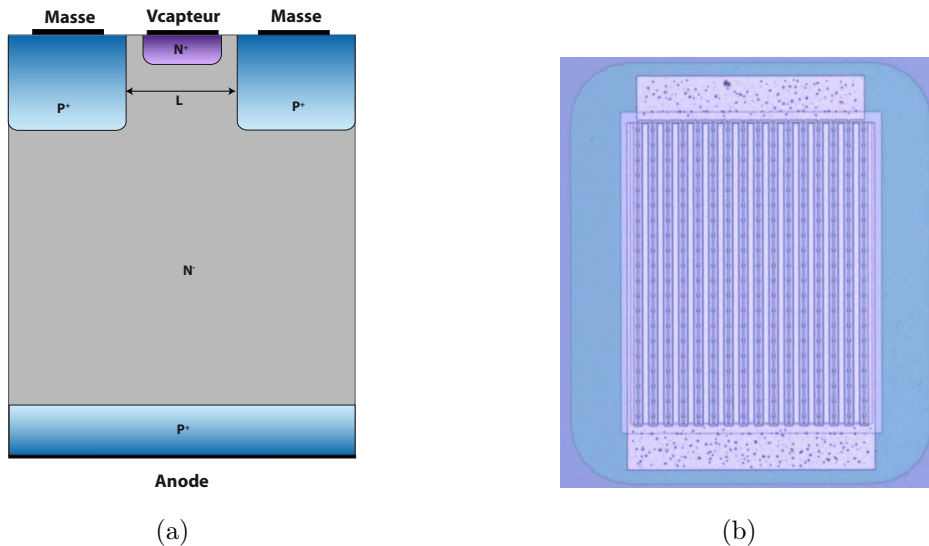 Masse Vcapteur Masse
N+
L
P+ P+
N-
P+
Anode
(a) (b)